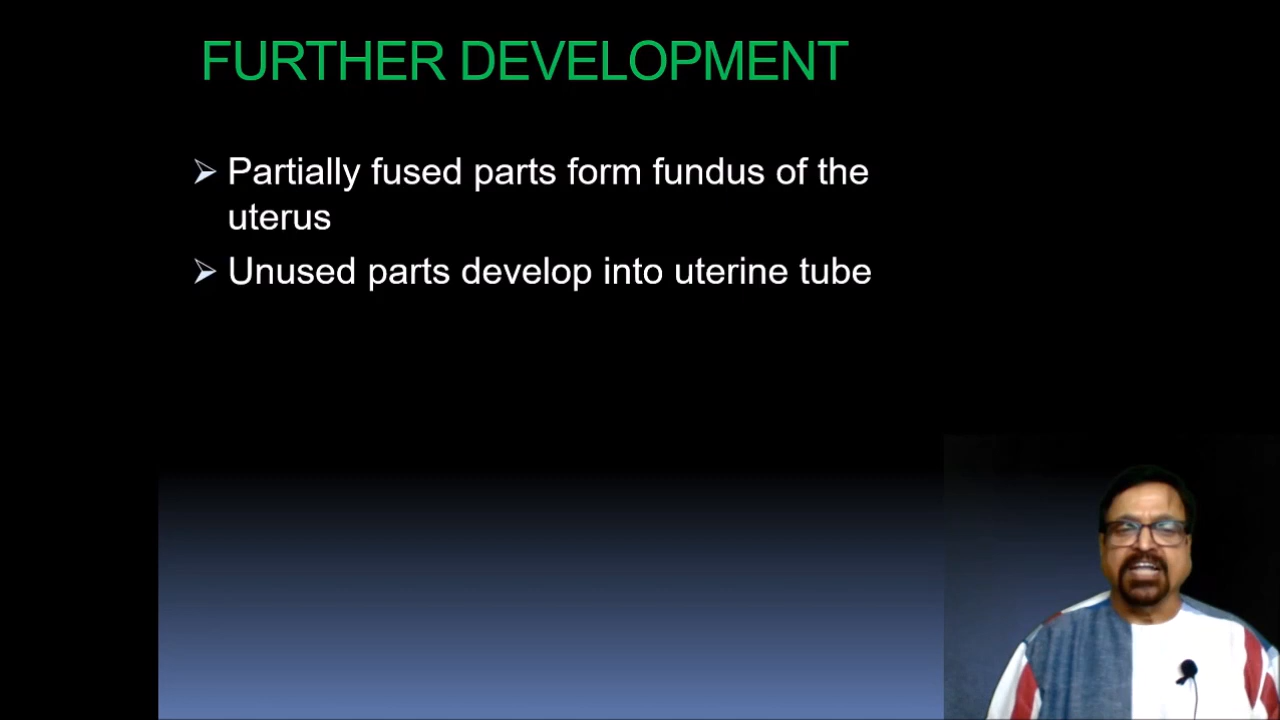 FURTHER DEVELOPMENT
➢ Partially fused parts form fundus of the
uterus
➢ Unused parts develop into uterine tube